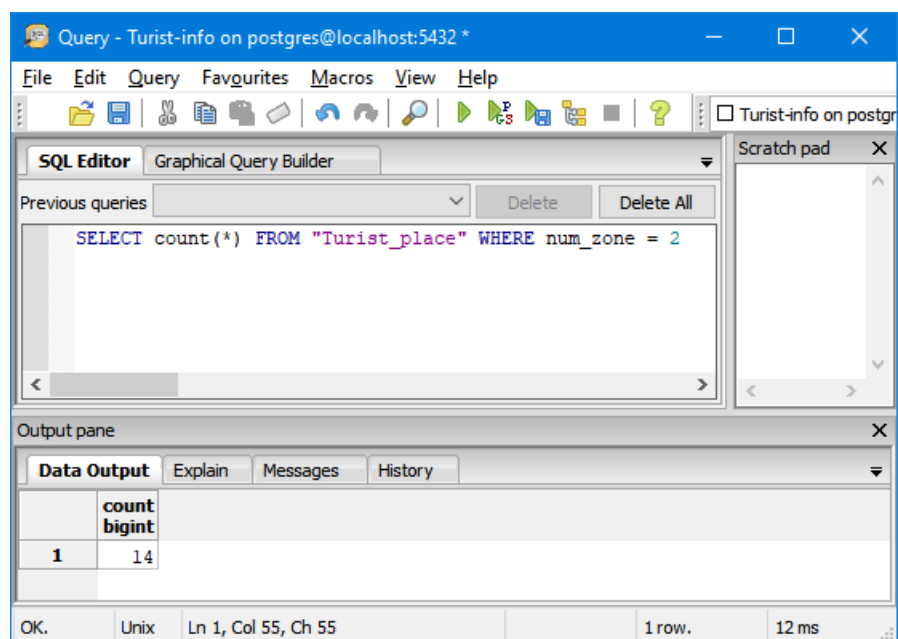 Query - Turist-info on postgres@localhost:5432 *
File Edit Query Favourites Macros View Help
Turist-info on postgr
SQL Editor Graphical Query Builder
Scratch pad
Previous queries Delete Delete All
SELECT count(*) FROM "Turist_place" WHERE num_zone = 2
Output pane
Data Output Explain Messages History
count
bigint
1 14
OK. Unix Ln 1, Col 55, Ch 55 1 row. 12 ms